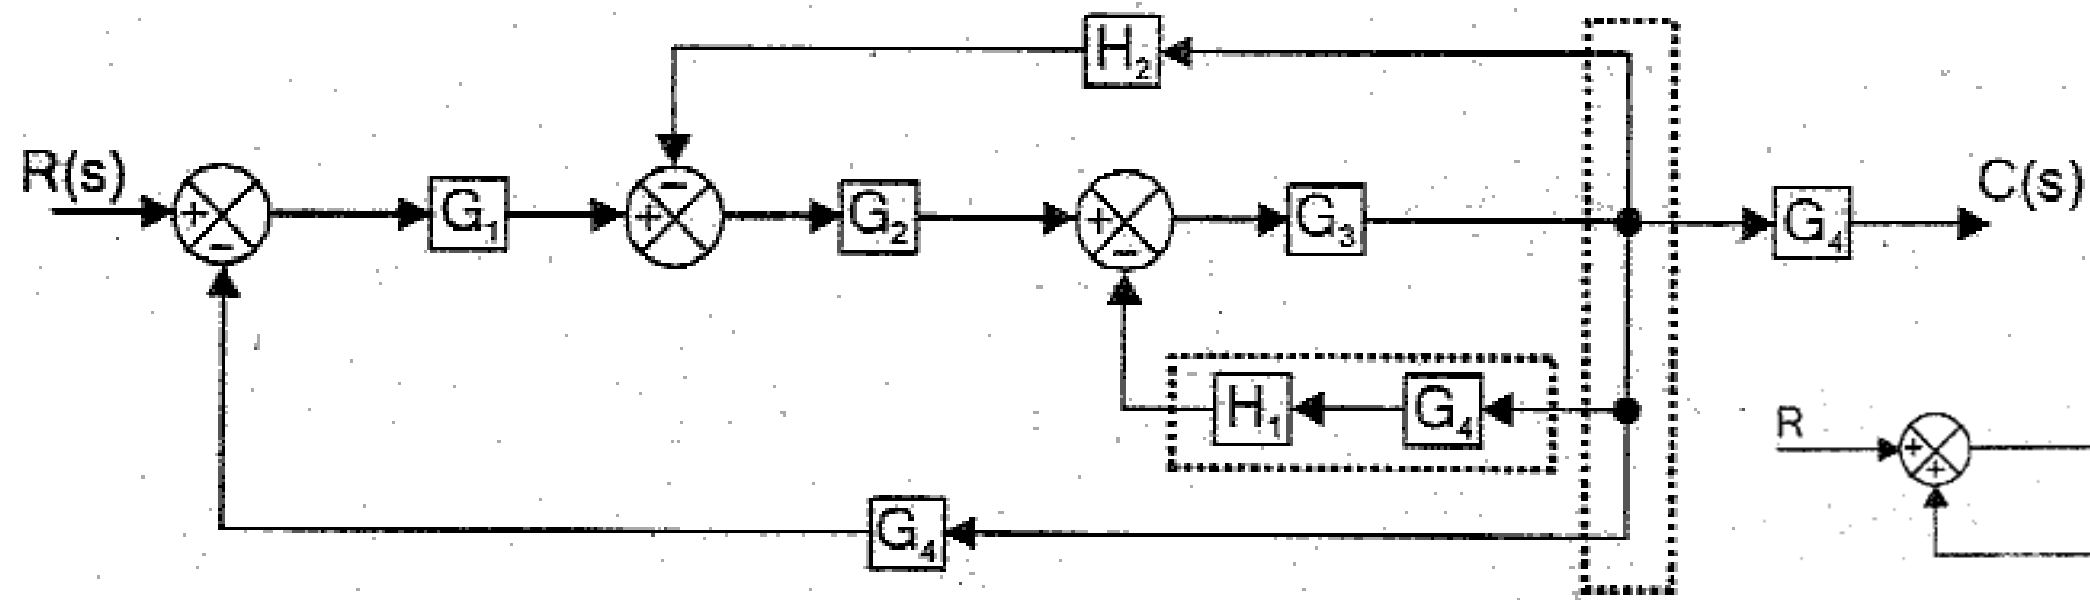 H₂
R(s) + − G₁ + − G₂ + − G₃ G₄ C(s)
H₁ G₄
G₄
R + +